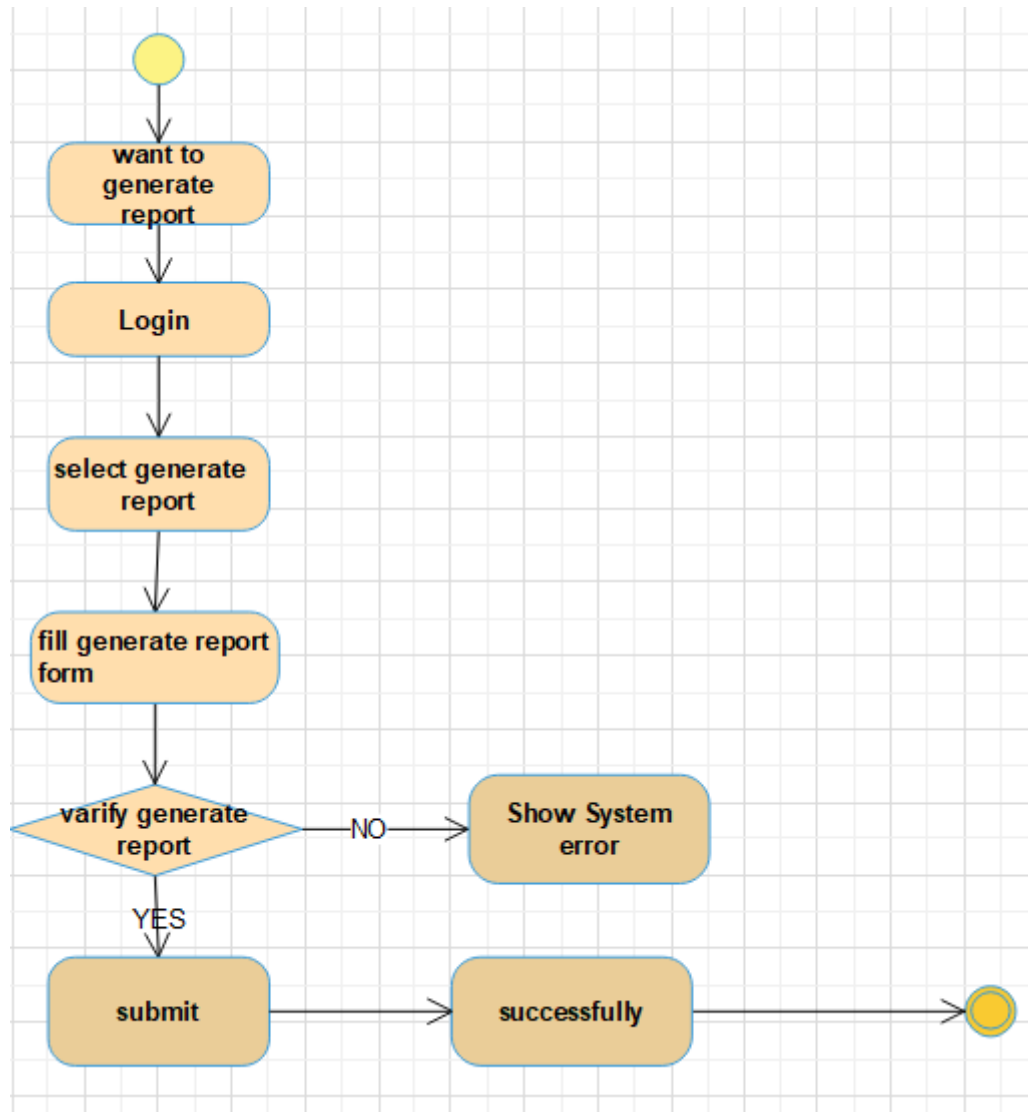 want to
generate
report
Login
select generate
report
fill generate report
form
varify generate
report
NO
Show System
error
YES
submit
successfully